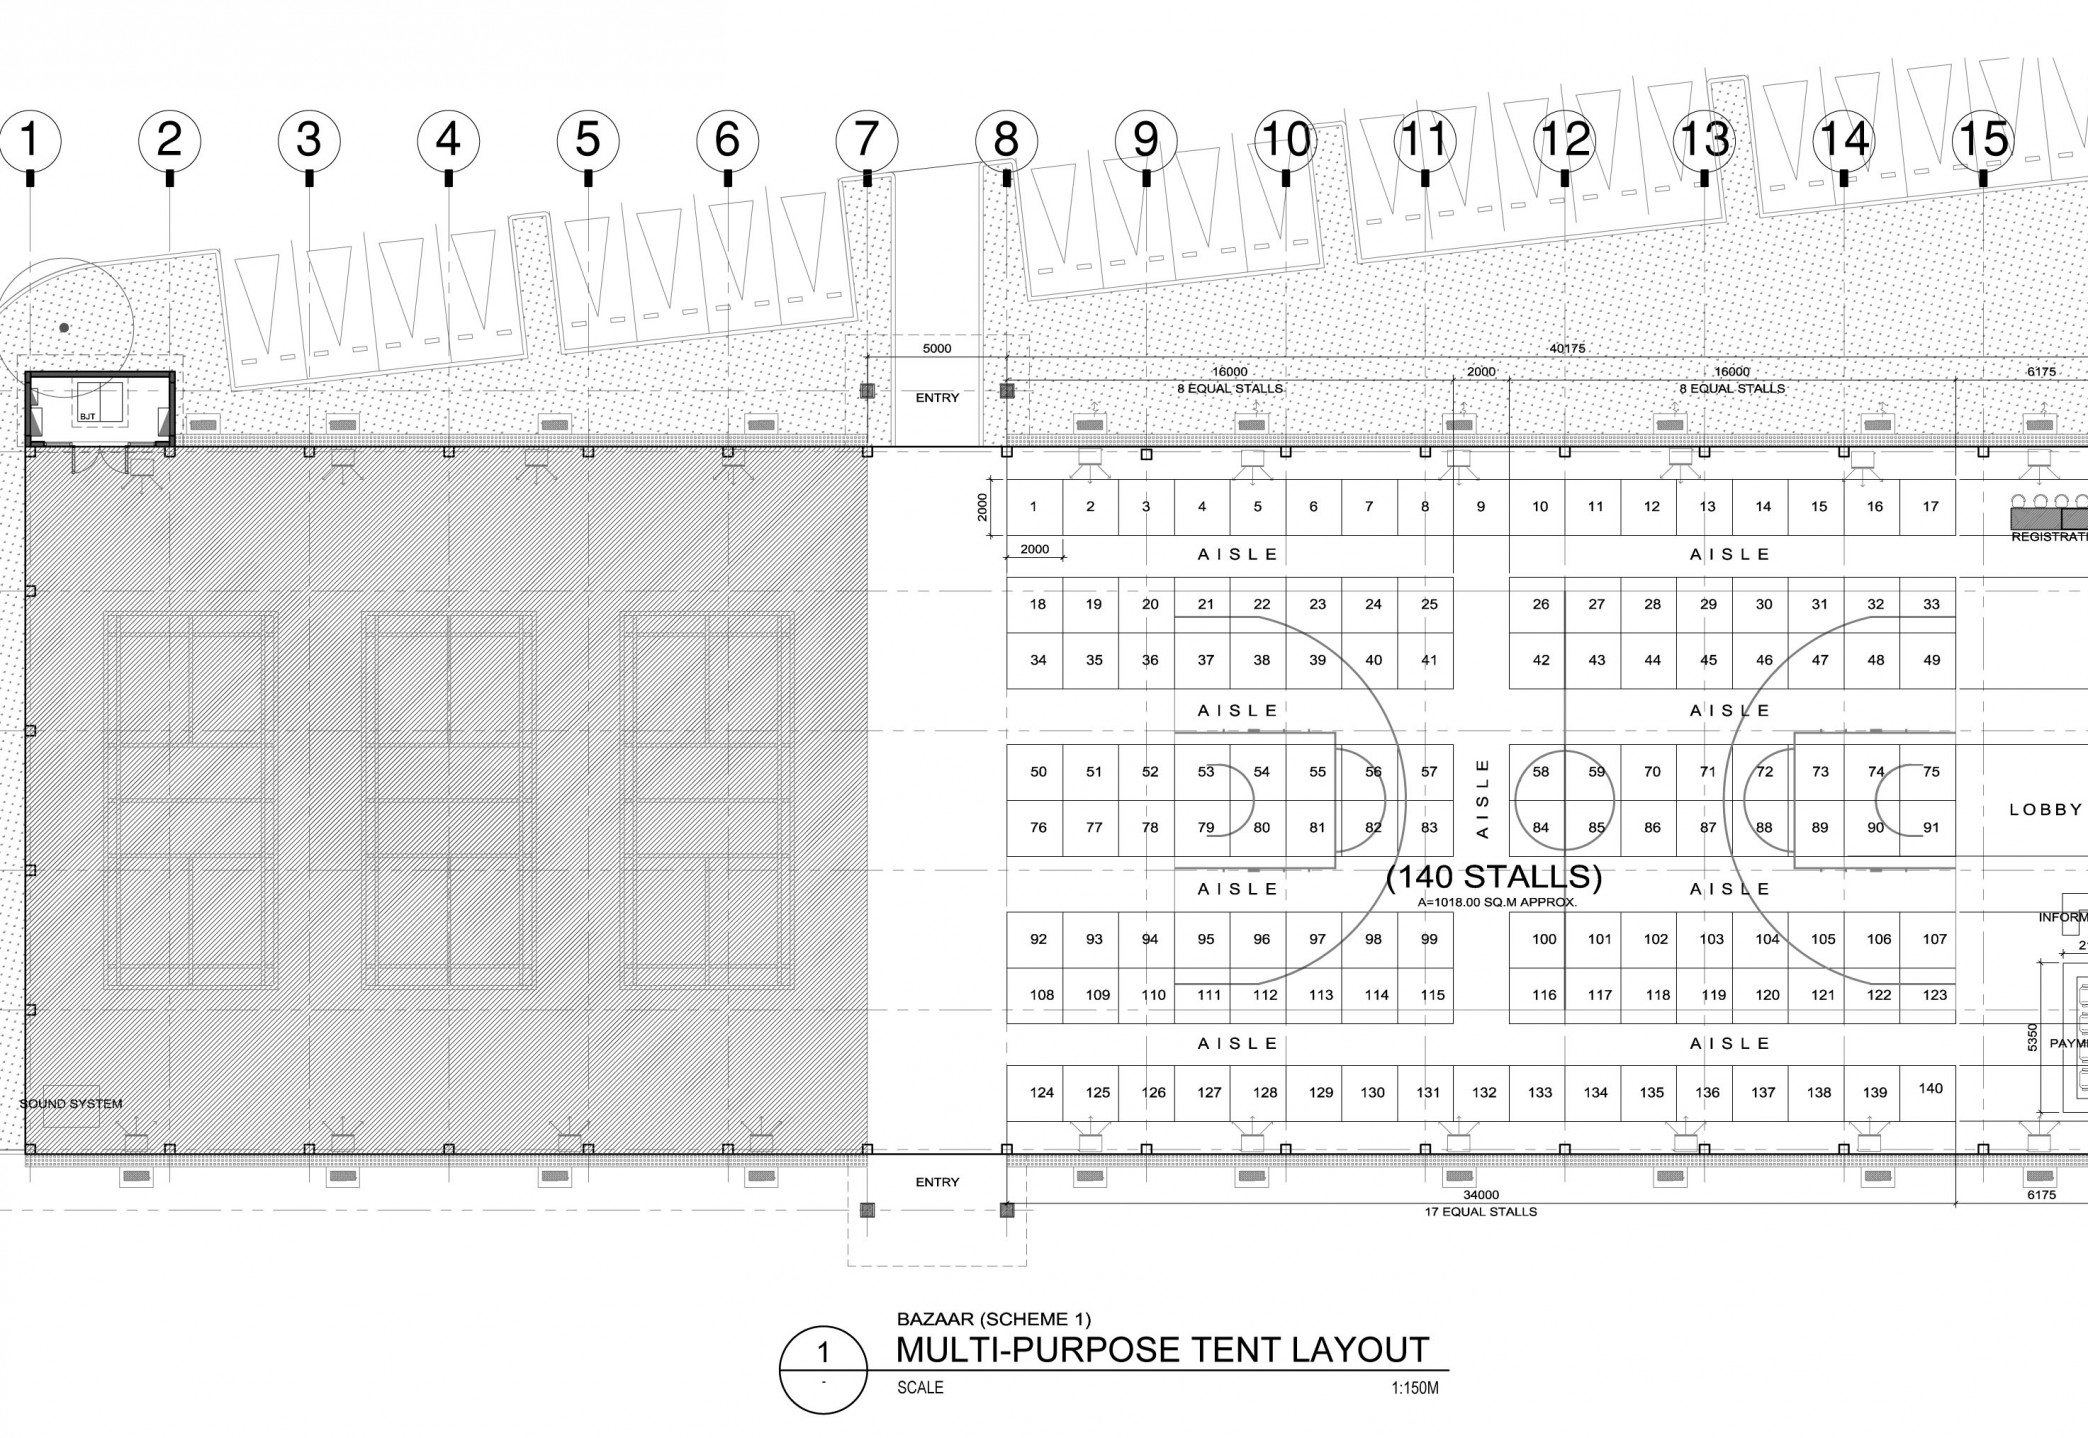 1 2 3 4 5 6 7 8 9 10 11 12 13 14 15
5000 40175
16000 2000 16000 6175
8 EQUAL STALLS 8 EQUAL STALLS
ENTRY
BJT
2000
1 2 3 4 5 6 7 8 9 10 11 12 13 14 15 16 17
2000
AISLE AISLE
18 19 20 21 22 23 24 25 26 27 28 29 30 31 32 33
34 35 36 37 38 39 40 41 42 43 44 45 46 47 48 49
AISLE AISLE
50 51 52 53 54 55 56 57 58 59 70 71 72 73 74 75
AISLE
LOBBY
76 77 78 79 80 81 82 83 84 85 86 87 88 89 90 91
(140 STALLS)
AISLE AISLE
A=1018.00 SQ.M APPROX.
92 93 94 95 96 97 98 99 100 101 102 103 104 105 106 107
108 109 110 111 112 113 114 115 116 117 118 119 120 121 122 123
5350
AISLE AISLE
124 125 126 127 128 129 130 131 132 133 134 135 136 137 138 139 140
SOUND SYSTEM
ENTRY
34000 6175
17 EQUAL STALLS
BAZAAR (SCHEME 1)
1 MULTI-PURPOSE TENT LAYOUT
- SCALE 1:150M